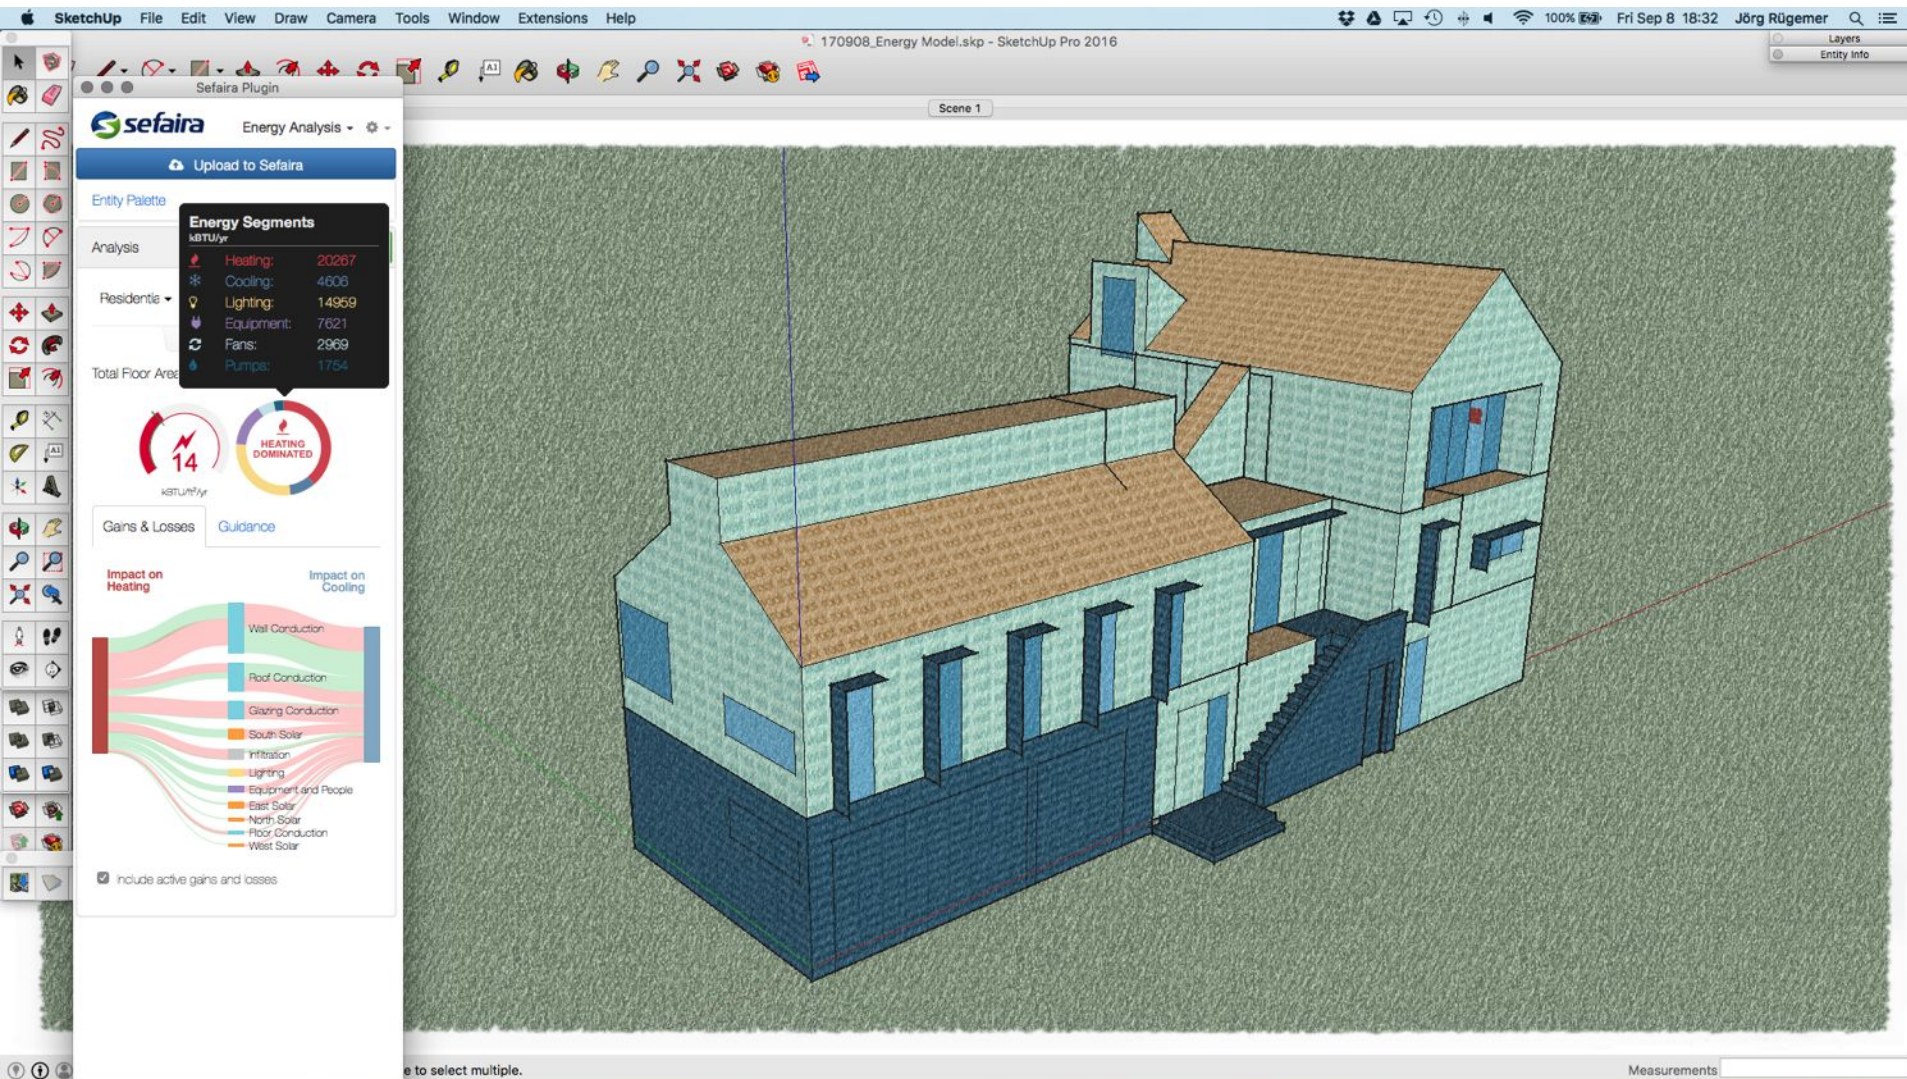 SketchUp File Edit View Draw Camera Tools Window Extensions Help 100% Fri Sep 8 18:32 Jörg Rügemer
170908_Energy Model.skp - SketchUp Pro 2016
Layers
Entity Info
Sefaira Plugin
A1
Scene 1
sefaira Energy Analysis
Upload to Sefaira
Entity Palette
Energy Segments
kBTU/yr
Analysis
Heating: 20267
Cooling: 4606
Residentia
Lighting: 14959
Equipment: 7621
Fans: 2969
Total Floor Area
Pumps: 1754
14
HEATING
DOMINATED
A1
kBTU/ft²/yr
Gains & Losses Guidance
Impact on
Heating
Impact on
Cooling
Wall Conduction
Roof Conduction
Glazing Conduction
South Solar
Infiltration
Lighting
Equipment and People
East Solar
North Solar
Floor Conduction
West Solar
Include active gains and losses
e to select multiple.
Measurements